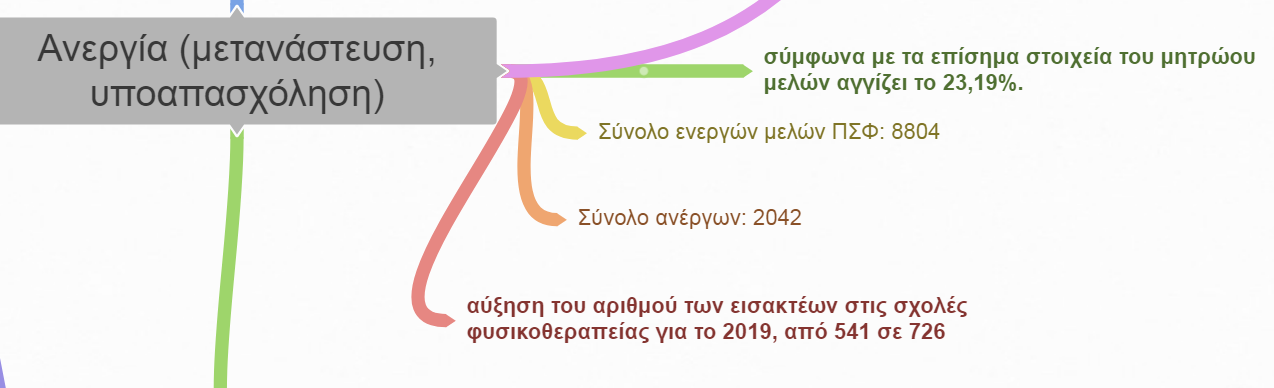 Ανεργία (μετανάστευση,
υποαπασχόληση)
σύμφωνα με τα επίσημα στοιχεία του μητρώου
μελών αγγίζει το 23,19%.
Σύνολο ενεργών μελών ΠΣΦ: 8804
Σύνολο ανέργων: 2042
αύξηση του αριθμού των εισακτέων στις σχολές
φυσικοθεραπείας για το 2019, από 541 σε 726